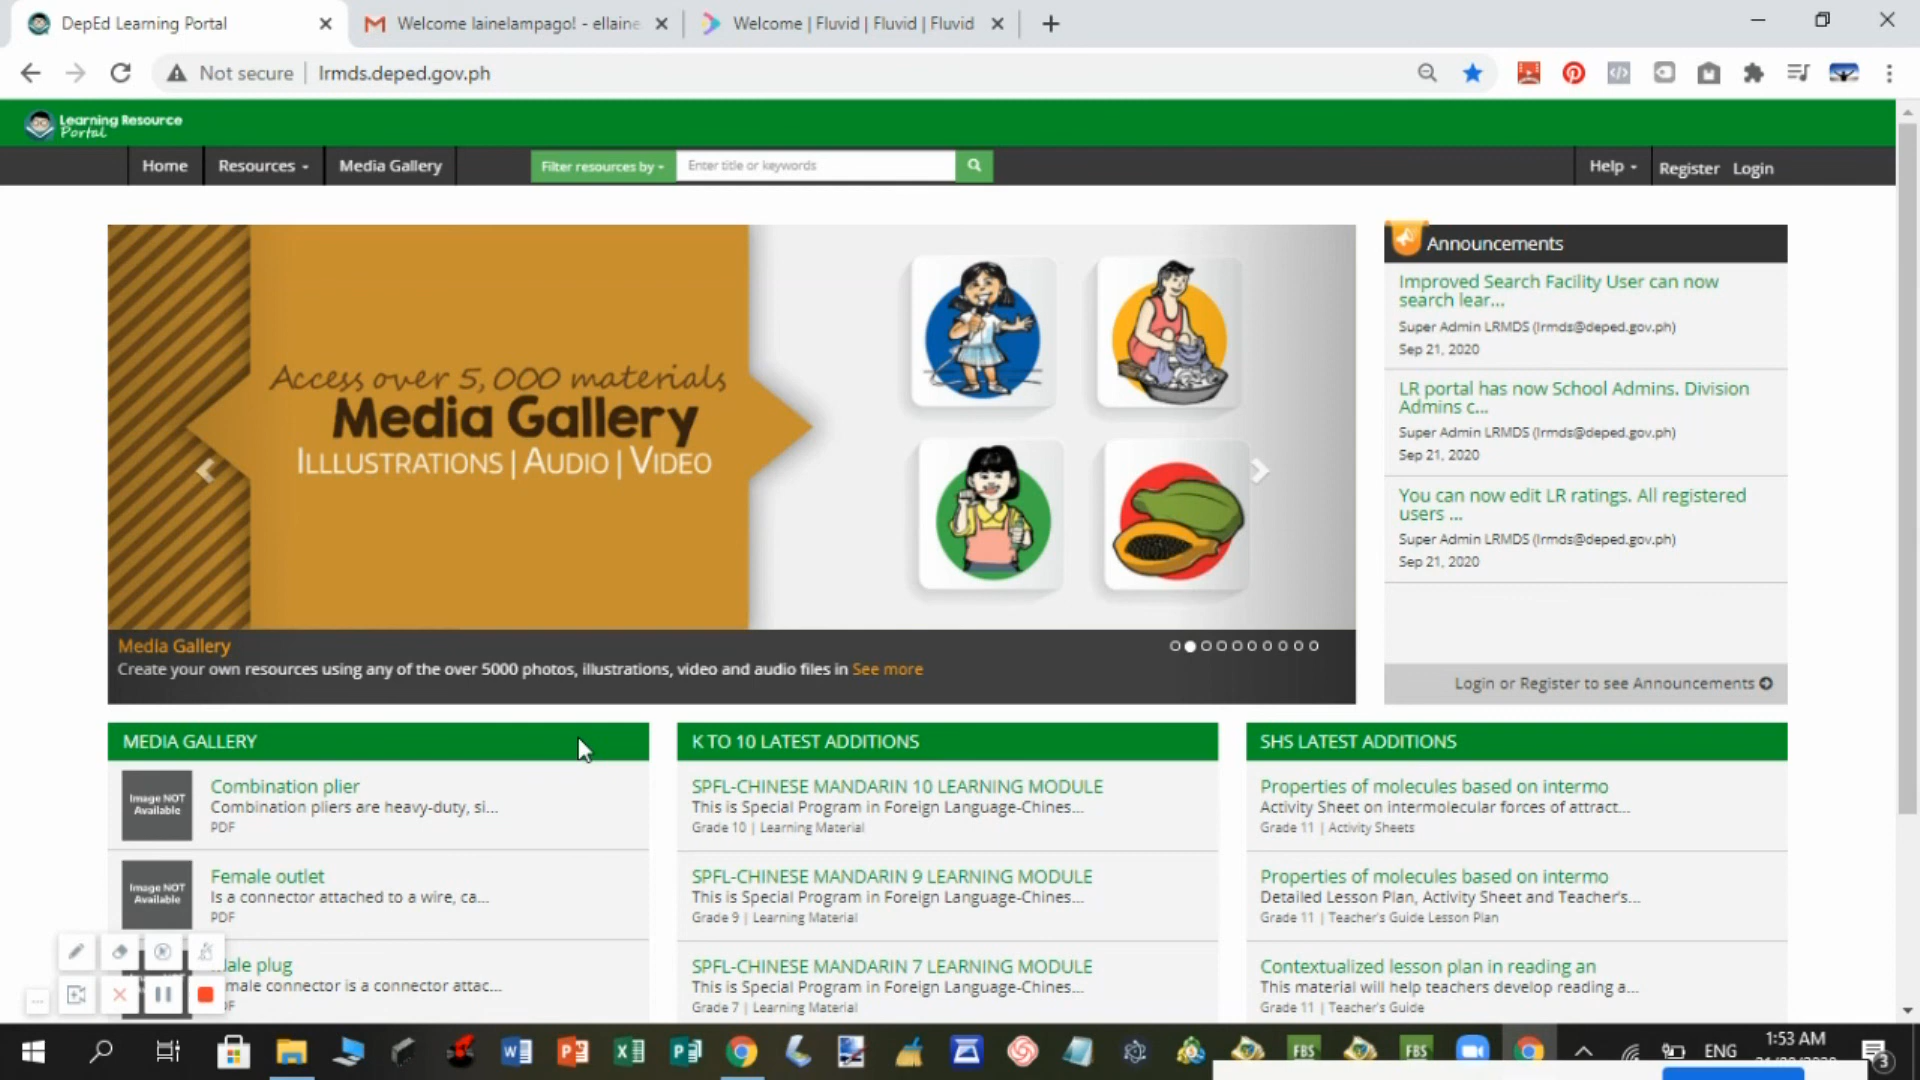 DepEd Learning Portal
Welcome lainelampago! - ellaine
Welcome | Fluvid | Fluvid | Fluvid
Not secure
lrmds.deped.gov.ph
Learning Resource
Portal
Home
Resources
Media Gallery
Filter resources by
Enter title or keywords
Help
Register
Login
Access over 5,000 materials
Media Gallery
ILLLUSTRATIONS | AUDIO | VIDEO
Media Gallery
Create your own resources using any of the over 5000 photos, illustrations, video and audio files in See more
Announcements
Improved Search Facility User can now
search lear...
Super Admin LRMDS (lrmds@deped.gov.ph)
Sep 21, 2020
LR portal has now School Admins. Division
Admins c...
Super Admin LRMDS (lrmds@deped.gov.ph)
Sep 21, 2020
You can now edit LR ratings. All registered
users ...
Super Admin LRMDS (lrmds@deped.gov.ph)
Sep 21, 2020
Login or Register to see Announcements
MEDIA GALLERY
Image NOT
Available
Combination plier
Combination pliers are heavy-duty, si...
PDF
Image NOT
Available
Female outlet
Is a connector attached to a wire, ca...
PDF
ale plug
male connector is a connector attac...
K TO 10 LATEST ADDITIONS
SPFL-CHINESE MANDARIN 10 LEARNING MODULE
This is Special Program in Foreign Language-Chines...
Grade 10 | Learning Material
SPFL-CHINESE MANDARIN 9 LEARNING MODULE
This is Special Program in Foreign Language-Chines...
Grade 9 | Learning Material
SPFL-CHINESE MANDARIN 7 LEARNING MODULE
This is Special Program in Foreign Language-Chines...
Grade 7 | Learning Material
SHS LATEST ADDITIONS
Properties of molecules based on intermo
Activity Sheet on intermolecular forces of attract...
Grade 11 | Activity Sheets
Properties of molecules based on intermo
Detailed Lesson Plan, Activity Sheet and Teacher's...
Grade 11 | Teacher's Guide Lesson Plan
Contextualized lesson plan in reading an
This material will help teachers develop reading a...
Grade 11 | Teacher's Guide
FBS
FBS
ENG
1:53 AM
3